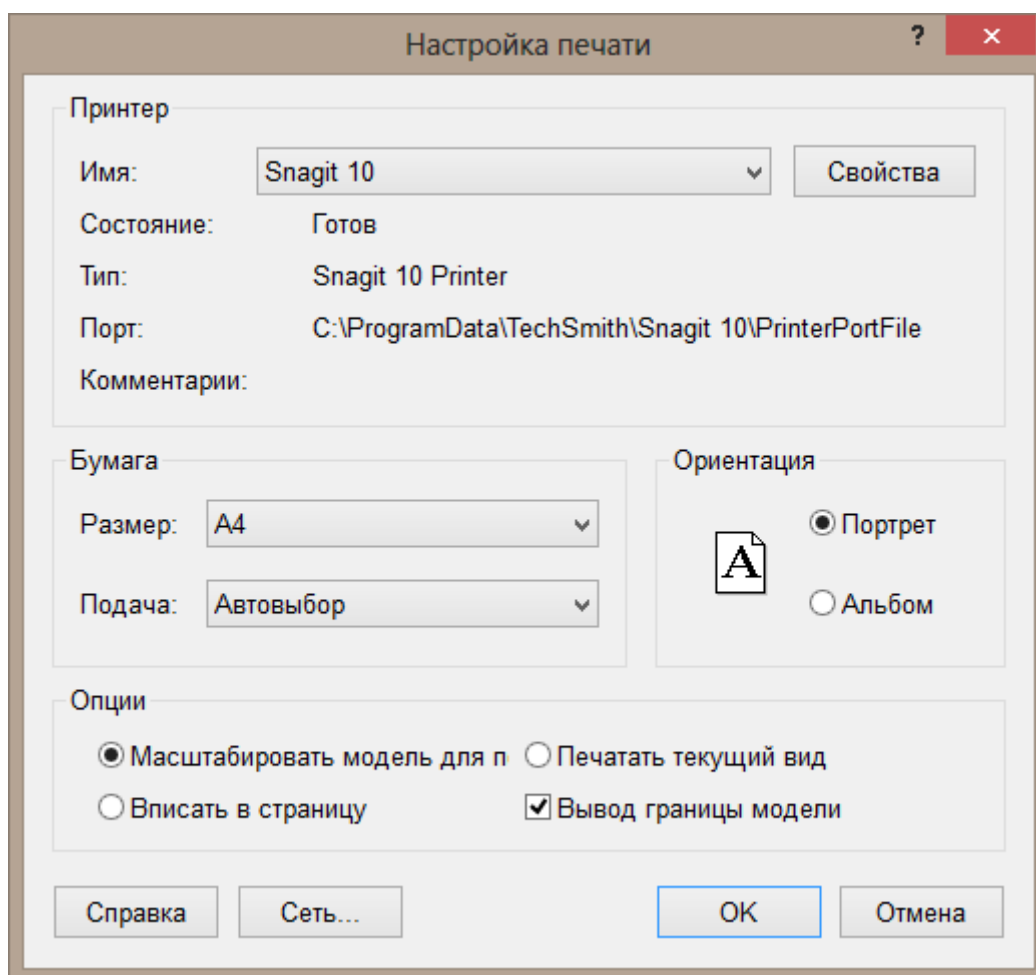 Настройка печати
?
Принтер
Имя: Snagit 10 Свойства
Состояние: Готов
Тип: Snagit 10 Printer
Порт: C:\ProgramData\TechSmith\Snagit 10\PrinterPortFile
Комментарии:
Бумага Ориентация
Размер: A4 Портрет
A
Подача: Автовыбор Альбом
Опции
Масштабировать модель для п Печатать текущий вид
Вписать в страницу Вывод границы модели
Справка Сеть... OK Отмена